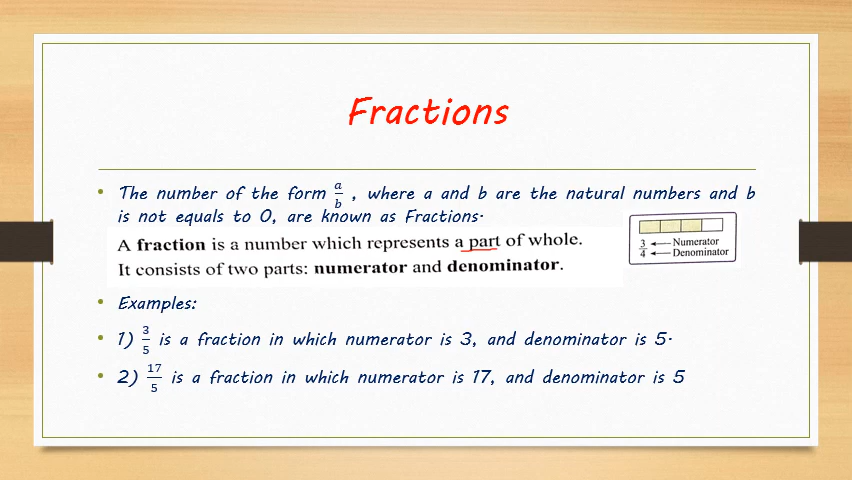 Fractions
• The number of the form a/b , where a and b are the natural numbers and b
is not equals to 0, are known as Fractions.
A fraction is a number which represents a part of whole.
It consists of two parts: numerator and denominator.
3/4 ← Numerator
← Denominator
• Examples:
• 1) 3/5 is a fraction in which numerator is 3, and denominator is 5.
• 2) 17/5 is a fraction in which numerator is 17, and denominator is 5